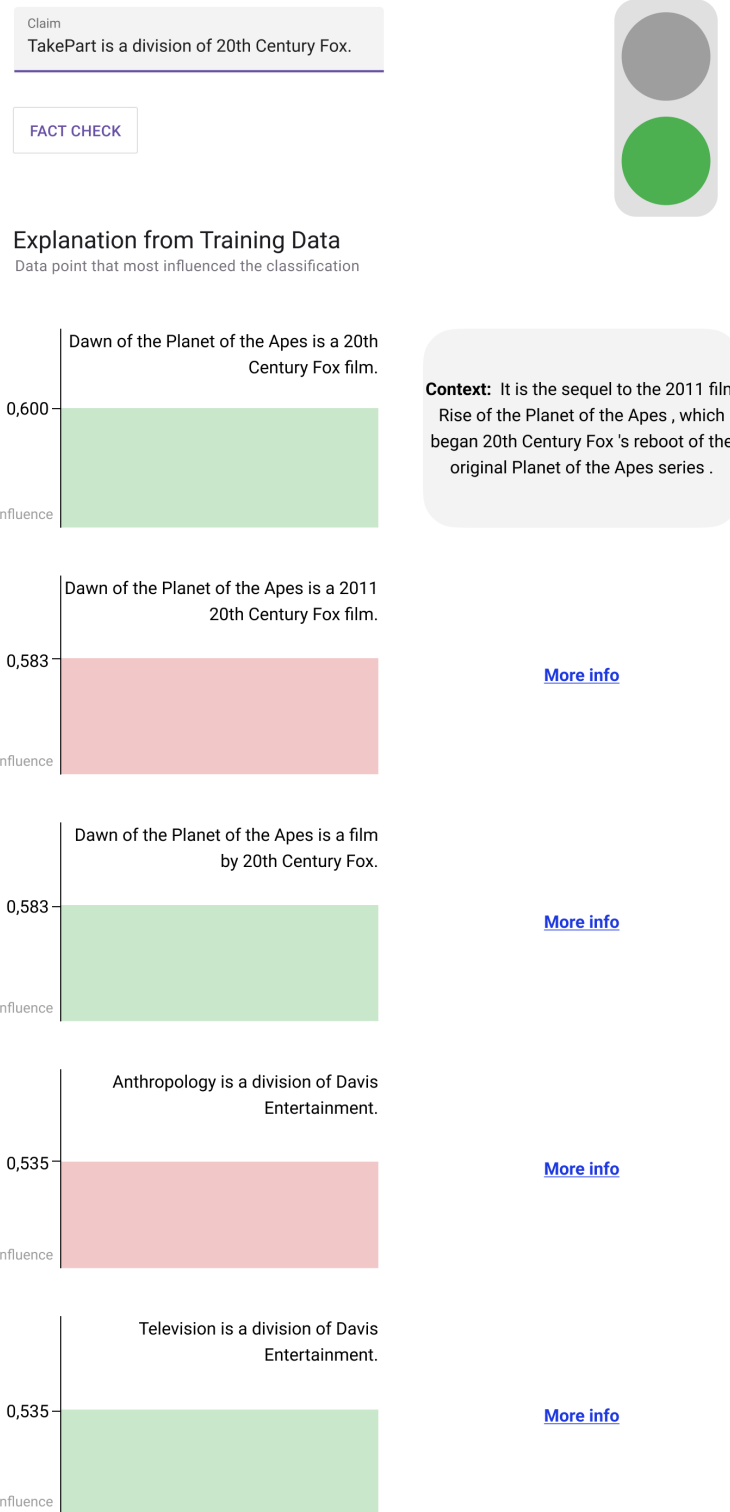 Claim
TakePart is a division of 20th Century Fox.
FACT CHECK
Explanation from Training Data
Data point that most influenced the classification
Dawn of the Planet of the Apes is a 20th
Century Fox film.
0,600
nfluence
Context: It is the sequel to the 2011 film
Rise of the Planet of the Apes , which
began 20th Century Fox 's reboot of the
original Planet of the Apes series .
Dawn of the Planet of the Apes is a 2011
20th Century Fox film.
0,583
nfluence
More info
Dawn of the Planet of the Apes is a film
by 20th Century Fox.
0,583
nfluence
More info
Anthropology is a division of Davis
Entertainment.
0,535
nfluence
More info
Television is a division of Davis
Entertainment.
0,535
nfluence
More info